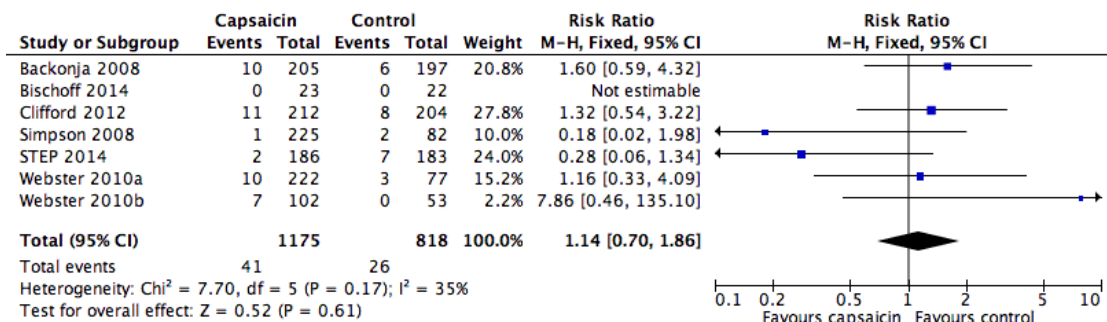 Capsaicin Control Risk Ratio Risk Ratio
Study or Subgroup Events Total Events Total Weight M-H, Fixed, 95% CI M-H, Fixed, 95% CI
Backonja 2008 10 205 6 197 20.8% 1.60 [0.59, 4.32]
Bischoff 2014 0 23 0 22 Not estimable
Clifford 2012 11 212 8 204 27.8% 1.32 [0.54, 3.22]
Simpson 2008 1 225 2 82 10.0% 0.18 [0.02, 1.98]
STEP 2014 2 186 7 183 24.0% 0.28 [0.06, 1.34]
Webster 2010a 10 222 3 77 15.2% 1.16 [0.33, 4.09]
Webster 2010b 7 102 0 53 2.2% 7.86 [0.46, 135.10]
Total (95% CI) 1175 818 100.0% 1.14 [0.70, 1.86]
Total events 41 26
Heterogeneity: Chi² = 7.70, df = 5 (P = 0.17); I² = 35%
Test for overall effect: Z = 0.52 (P = 0.61)
0.1 0.2 0.5 1 2 5 10
Favours capsaicin Favours control